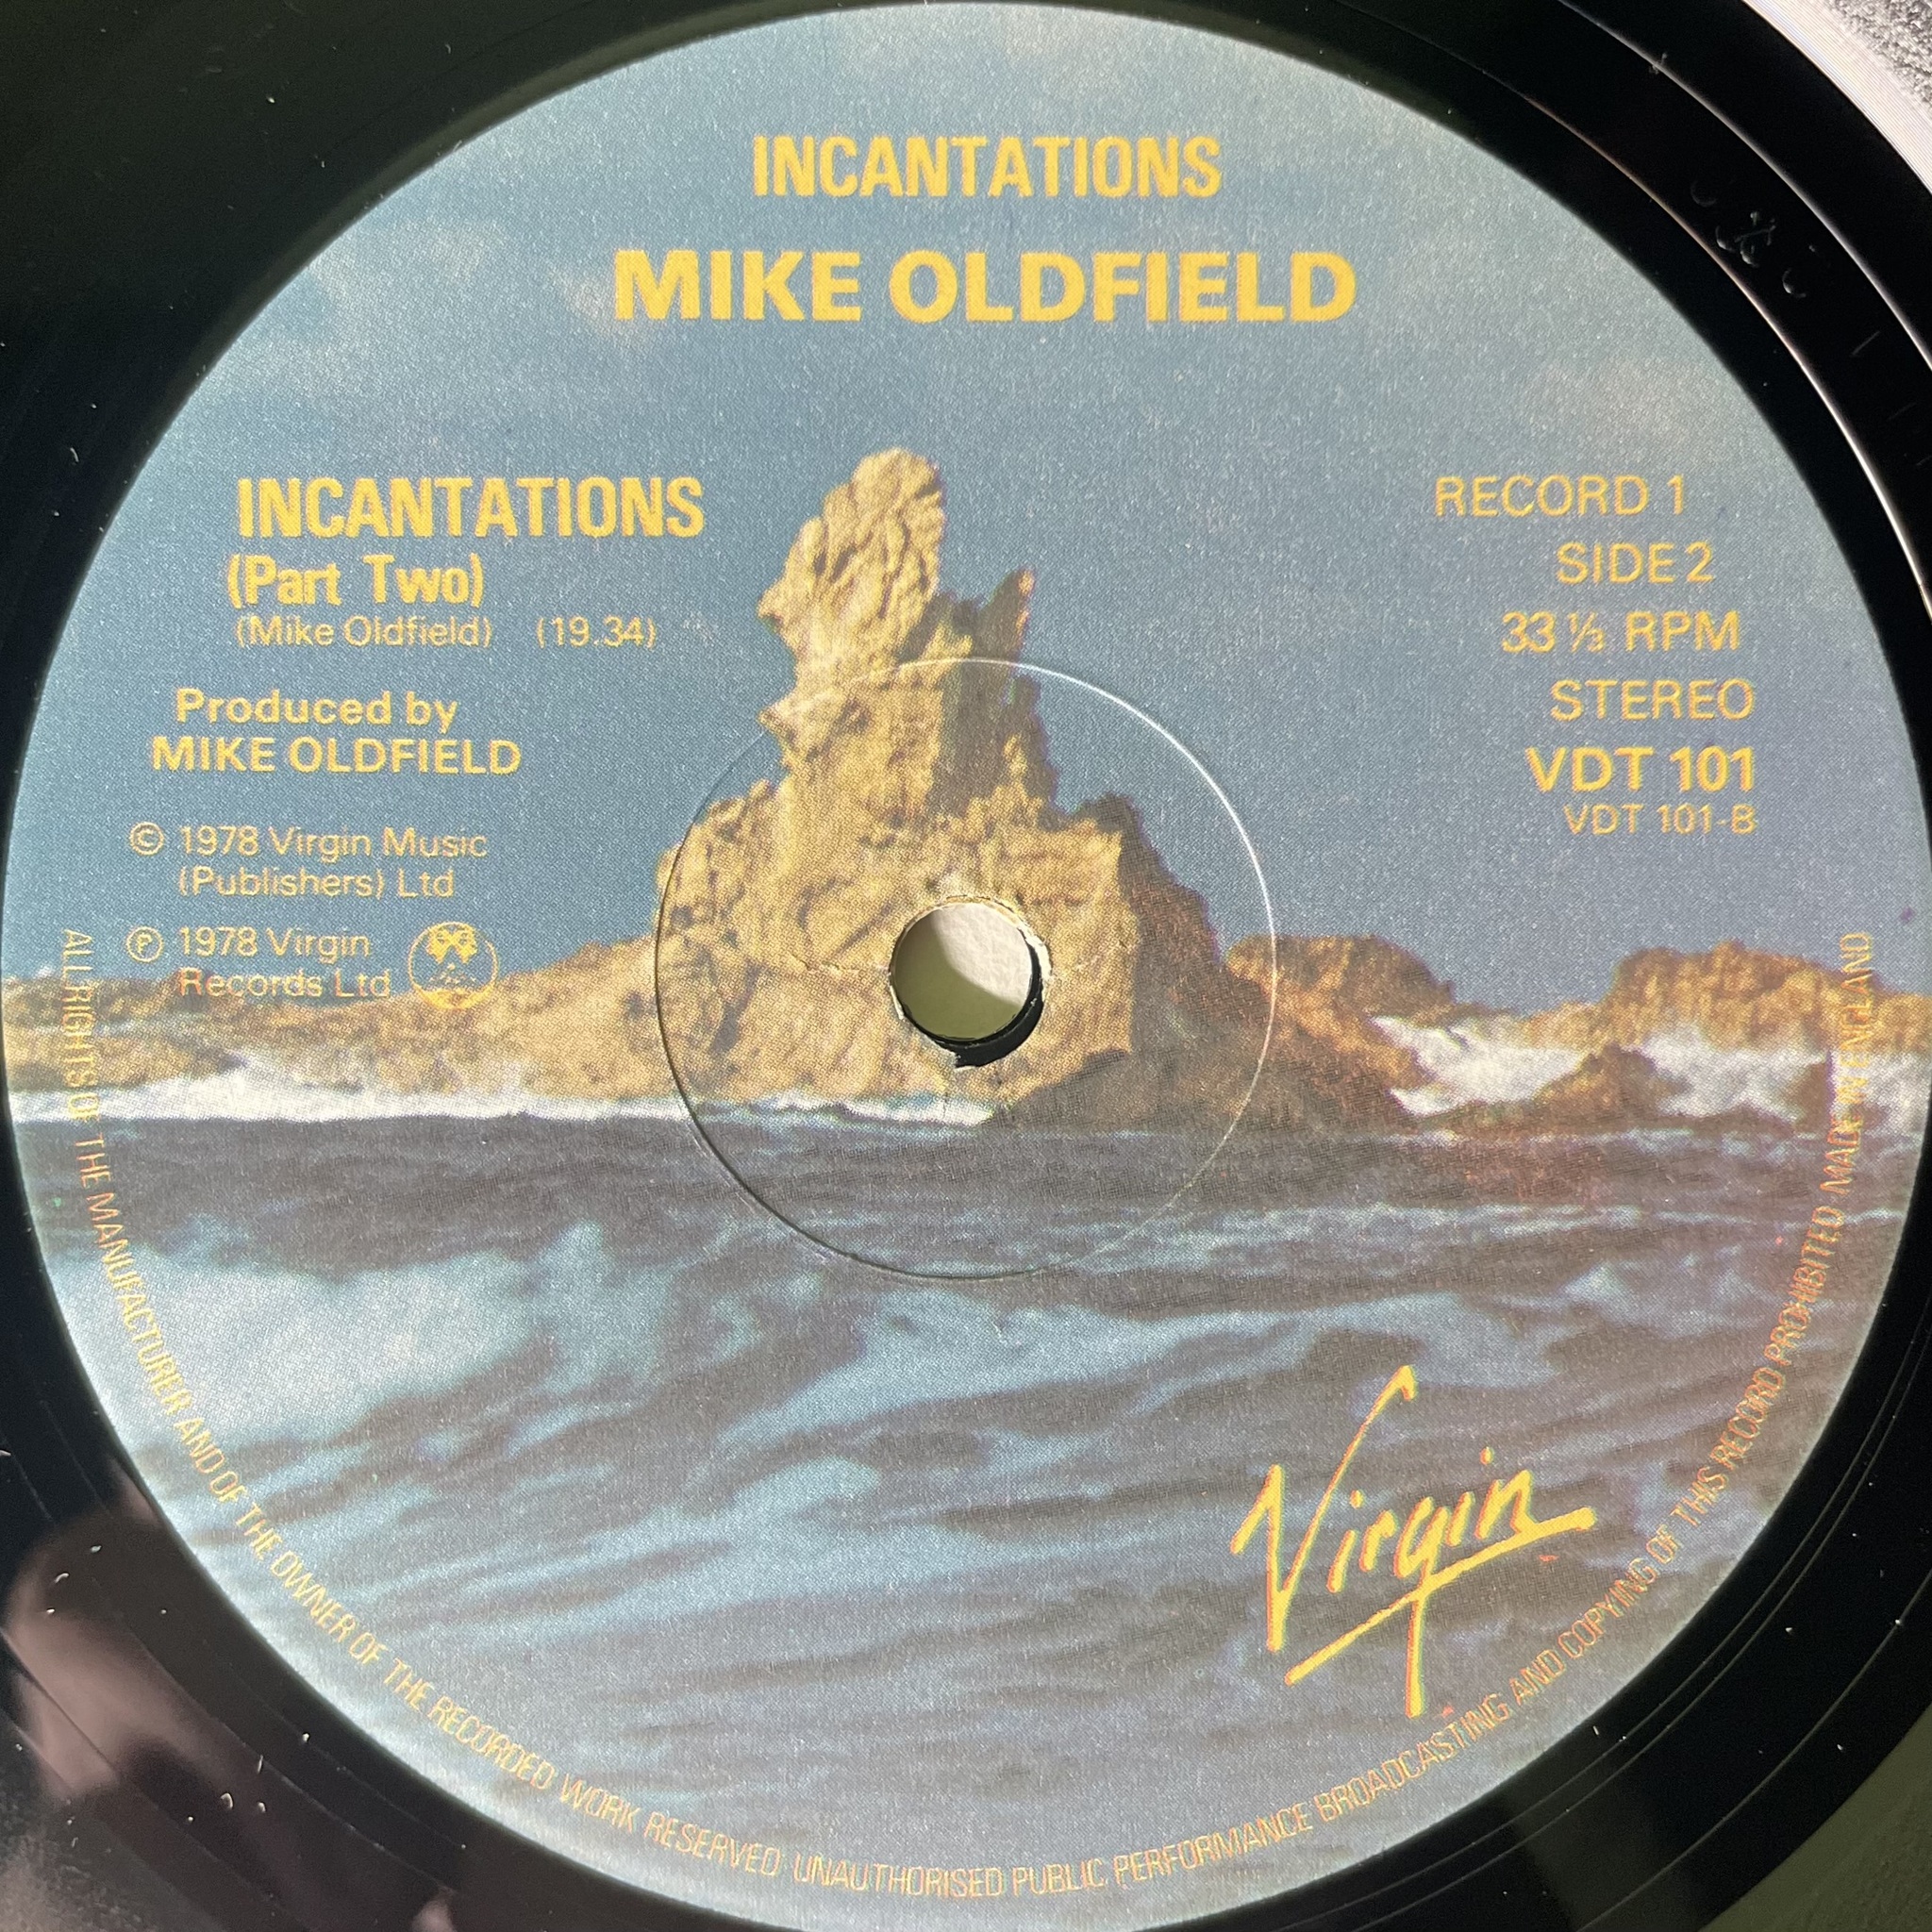 INCANTATIONS
MIKE OLDFIELD
INCANTATIONS
(Part Two)
(Mike Oldfield) (19.34)
Produced by
MIKE OLDFIELD
© 1978 Virgin Music
(Publishers) Ltd
℗ 1978 Virgin
Records Ltd
RECORD 1
SIDE 2
33 ⅓ RPM
STEREO
VDT 101
VDT 101-B
Virgin
ALL RIGHTS OF THE MANUFACTURER AND OF THE OWNER OF THE RECORDED WORK RESERVED UNAUTHORISED PUBLIC PERFORMANCE BROADCASTING AND COPYING OF THIS RECORD PROHIBITED MADE IN ENGLAND